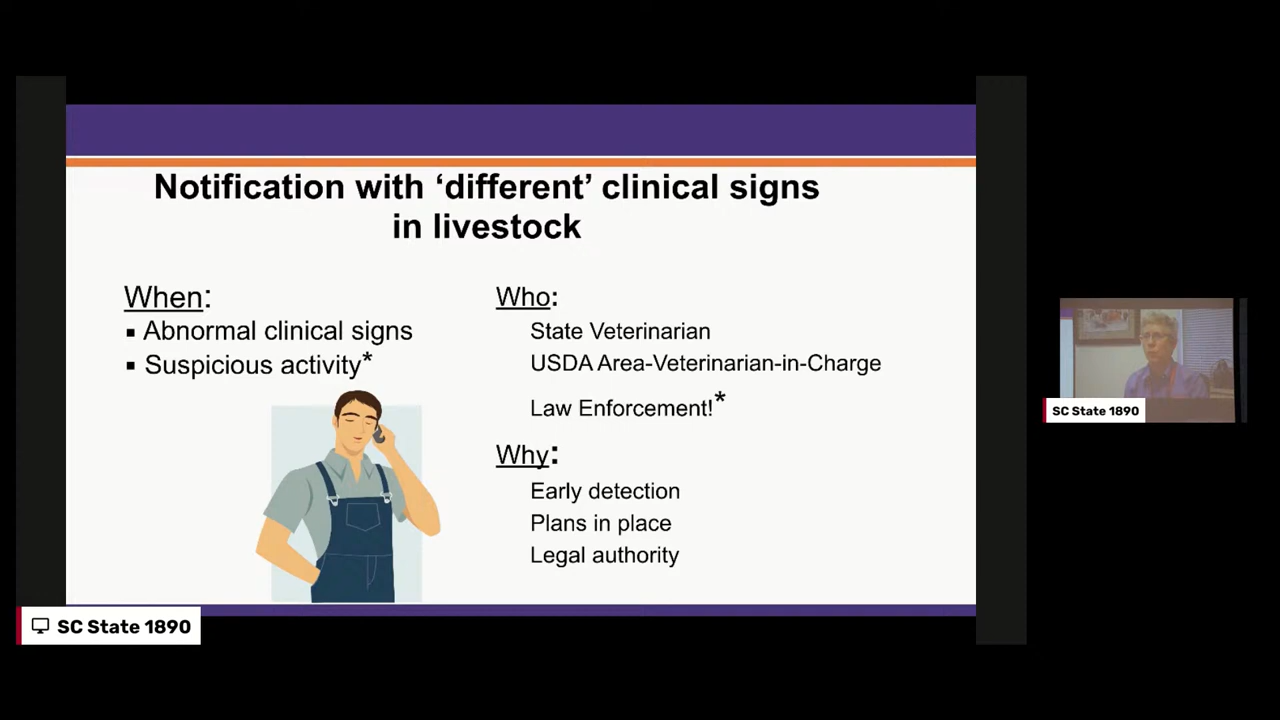 Notification with ‘different’ clinical signs
in livestock
When:
▪ Abnormal clinical signs
▪ Suspicious activity*
Who:
State Veterinarian
USDA Area-Veterinarian-in-Charge
Law Enforcement!*
Why:
Early detection
Plans in place
Legal authority
SC State 1890
SC State 1890